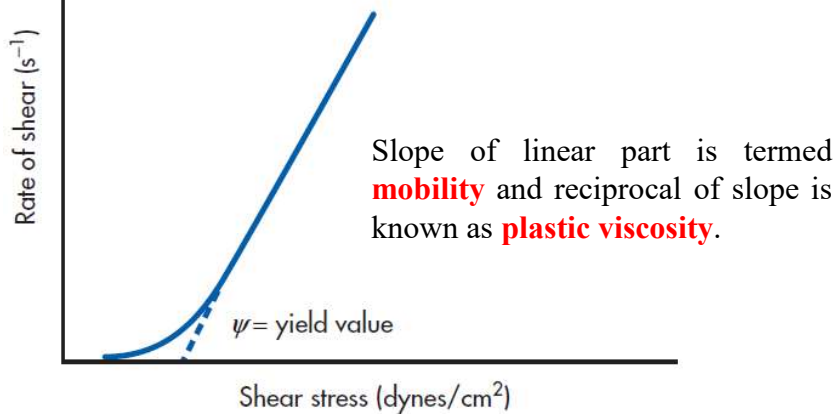 Rate of shear (s⁻¹)
Slope of linear part is termed
mobility and reciprocal of slope is
known as plastic viscosity.
ψ= yield value
Shear stress (dynes/cm²)